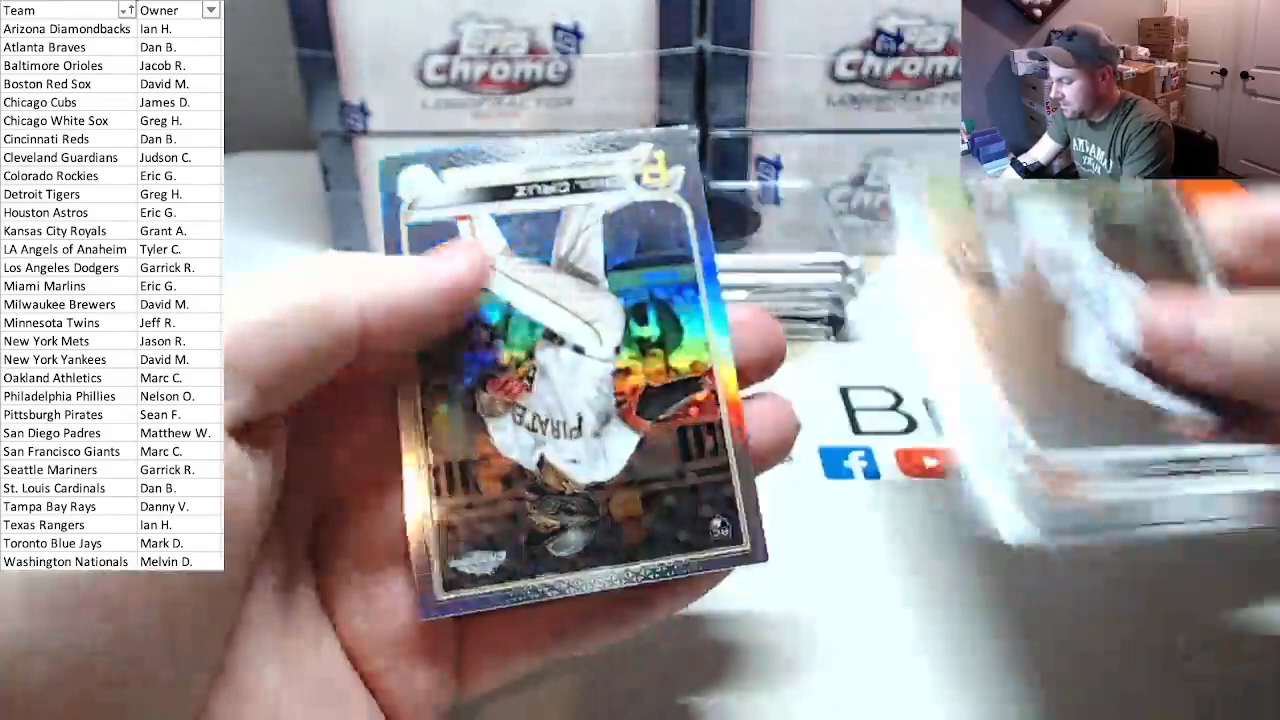 Team Owner
Arizona Diamondbacks Ian H.
Atlanta Braves Dan B.
Baltimore Orioles Jacob R.
Boston Red Sox David M.
Chicago Cubs James D.
Chicago White Sox Greg H.
Cincinnati Reds Dan B.
Cleveland Guardians Judson C.
Colorado Rockies Eric G.
Detroit Tigers Greg H.
Houston Astros Eric G.
Kansas City Royals Grant A.
LA Angels of Anaheim Tyler C.
Los Angeles Dodgers Garrick R.
Miami Marlins Eric G.
Milwaukee Brewers David M.
Minnesota Twins Jeff R.
New York Mets Jason R.
New York Yankees David M.
Oakland Athletics Marc C.
Philadelphia Phillies Nelson O.
Pittsburgh Pirates Sean F.
San Diego Padres Matthew W.
San Francisco Giants Marc C.
Seattle Mariners Garrick R.
St. Louis Cardinals Dan B.
Tampa Bay Rays Danny V.
Texas Rangers Ian H.
Toronto Blue Jays Mark D.
Washington Nationals Melvin D.
Topps
Chrome
LOGOFRACTOR
Topps
Chrome
LOGOFRACTOR
CRUZ
PIRATES
RC